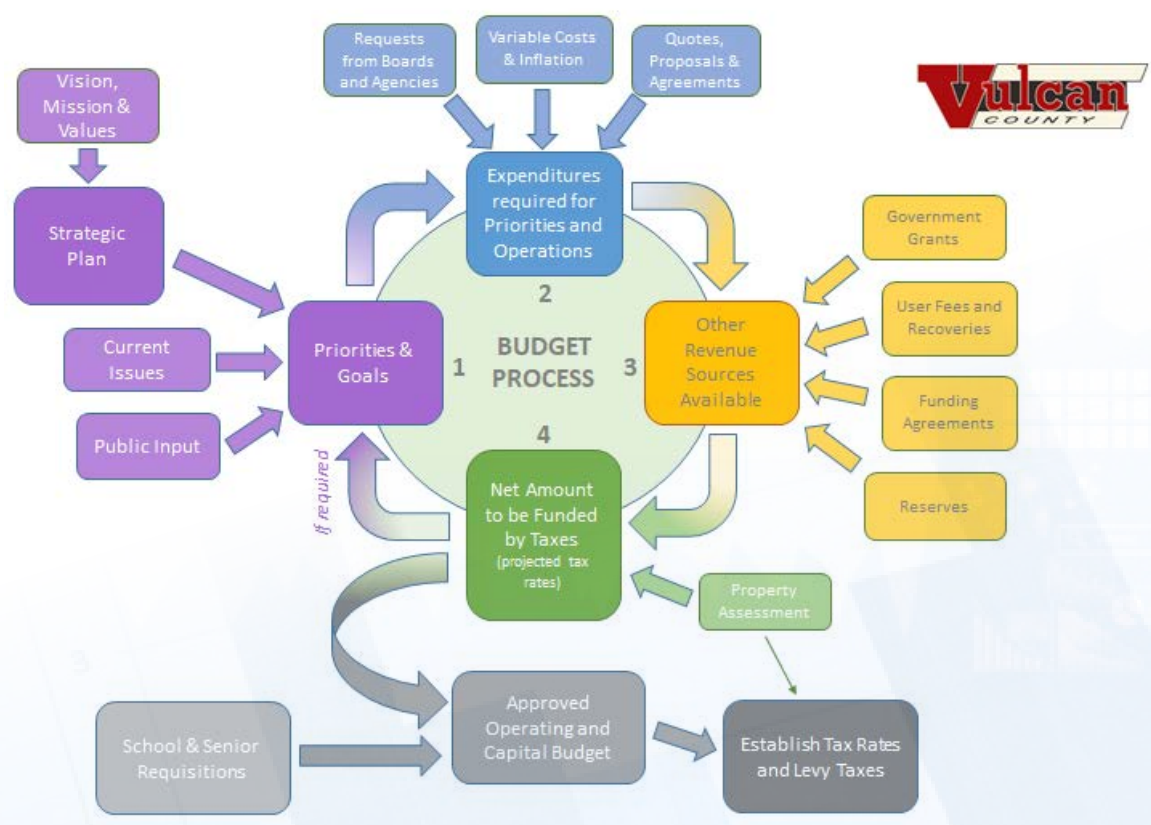 Requests
from Boards
and Agencies
Variable Costs
& Inflation
Quotes,
Proposals &
Agreements
Vulcan
COUNTY
Vision,
Mission &
Values
Strategic
Plan
Current
Issues
Public Input
Priorities &
Goals
Expenditures
required for
Priorities and
Operations
1
2
3
4
BUDGET
PROCESS
Other
Revenue
Sources
Available
Government
Grants
User Fees and
Recoveries
Funding
Agreements
Reserves
If required
Net Amount
to be Funded
by Taxes
(projected tax
rates)
Property
Assessment
School & Senior
Requisitions
Approved
Operating and
Capital Budget
Establish Tax Rates
and Levy Taxes